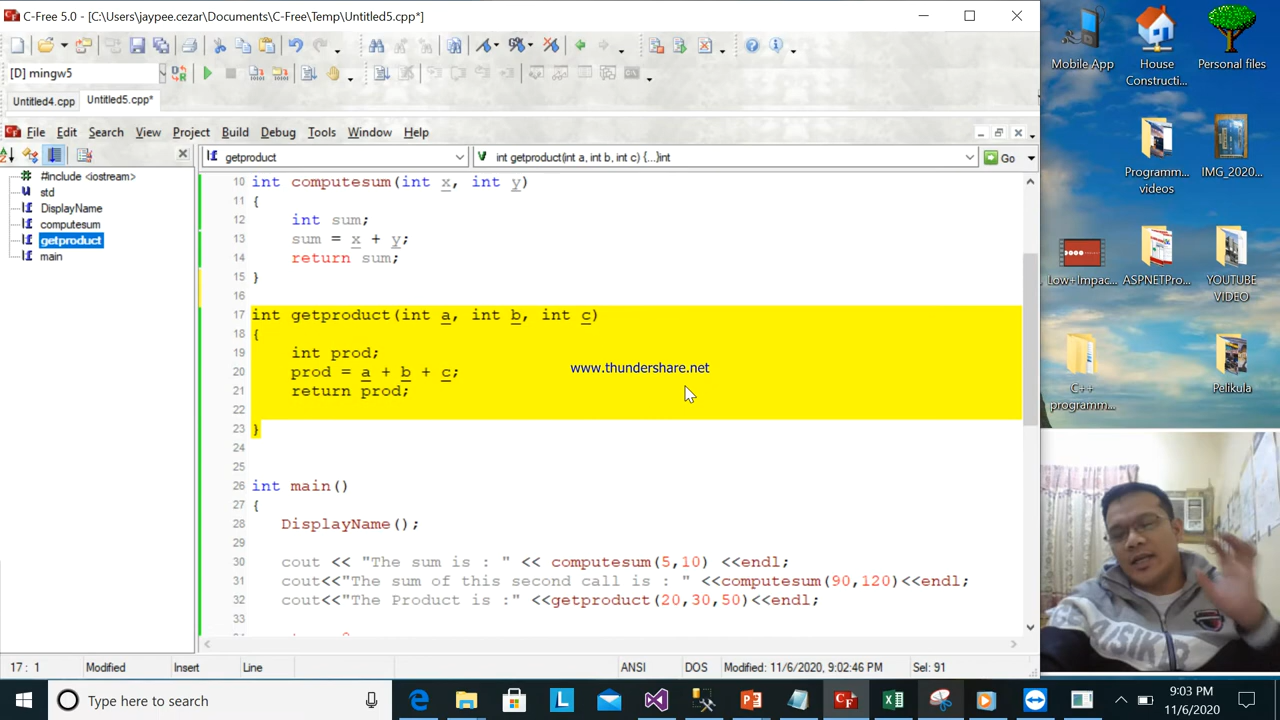 C-Free 5.0 - [C:\Users\jaypee.cezar\Documents\C-Free\Temp\Untitled5.cpp*]
[D] mingw5
Untitled4.cpp Untitled5.cpp*
File Edit Search View Project Build Debug Tools Window Help
getproduct int getproduct(int a, int b, int c) {...}int Go
#include <iostream>
std
DisplayName
computesum
getproduct
main
10 int computesum(int x, int y)
11 {
12 int sum;
13 sum = x + y;
14 return sum;
15 }
16
17 int getproduct(int a, int b, int c)
18 {
19 int prod;
20 prod = a + b + c;
21 return prod;
22
23 }
24
25
26 int main()
27 {
28 DisplayName();
29
30 cout << "The sum is : " << computesum(5,10) <<endl;
31 cout<<"The sum of this second call is : " <<computesum(90,120)<<endl;
32 cout<<"The Product is :" <<getproduct(20,30,50)<<endl;
33
www.thundershare.net
17 : 1 Modified Insert Line ANSI DOS Modified: 11/6/2020, 9:02:46 PM Sel: 91
Mobile App
House Constructi...
Personal files
Programm... videos
IMG_2020...
Low+Impac...
ASPNETPro...
YOUTUBE VIDEO
C++ programm...
Pelikula
Type here to search
9:03 PM
11/6/2020